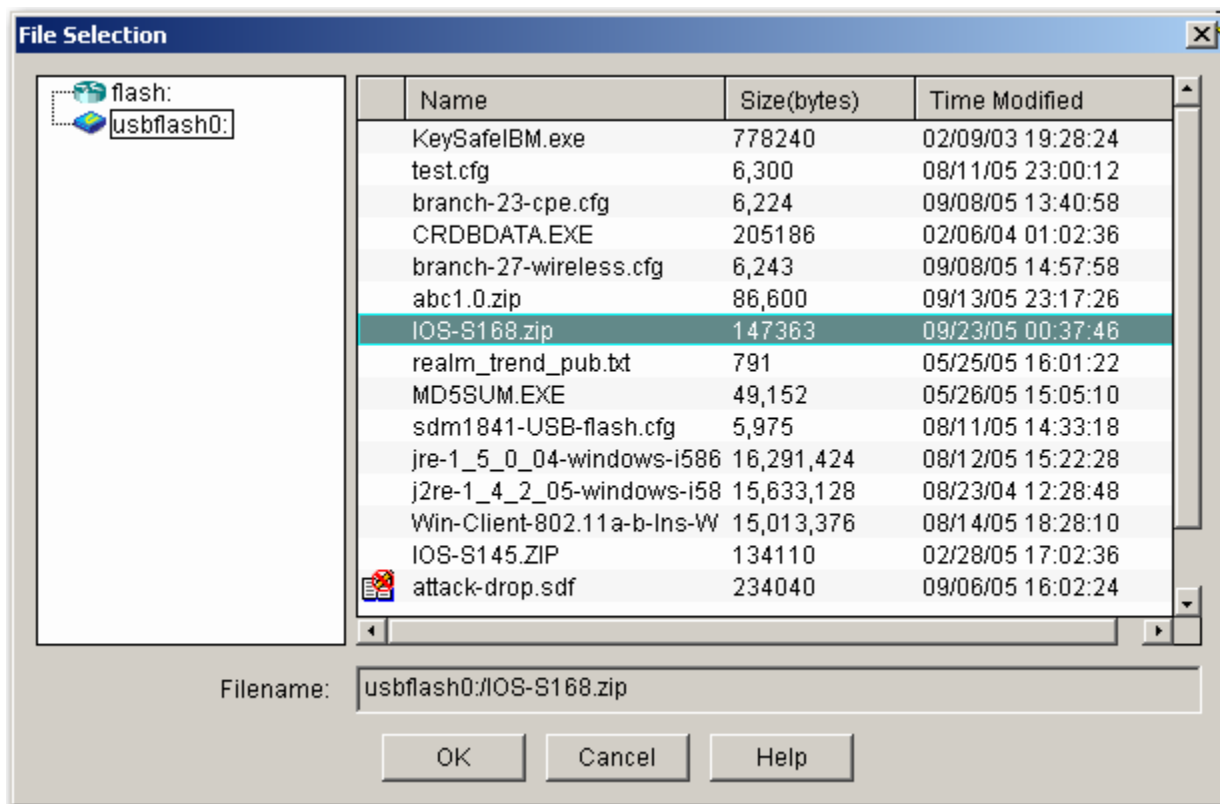 File Selection
flash:
usbflash0:
Name Size(bytes) Time Modified
KeySafeIBM.exe 778240 02/09/03 19:28:24
test.cfg 6,300 08/11/05 23:00:12
branch-23-cpe.cfg 6,224 09/08/05 13:40:58
CRDBDATA.EXE 205186 02/06/04 01:02:36
branch-27-wireless.cfg 6,243 09/08/05 14:57:58
abc1.0.zip 86,600 09/13/05 23:17:26
IOS-S168.zip 147363 09/23/05 00:37:46
realm_trend_pub.txt 791 05/25/05 16:01:22
MD5SUM.EXE 49,152 05/26/05 15:05:10
sdm1841-USB-flash.cfg 5,975 08/11/05 14:33:18
jre-1_5_0_04-windows-i586 16,291,424 08/12/05 15:22:28
j2re-1_4_2_05-windows-i58 15,633,128 08/23/04 12:28:48
Win-Client-802.11a-b-Ins-W 15,013,376 08/14/05 18:28:10
IOS-S145.ZIP 134110 02/28/05 17:02:36
attack-drop.sdf 234040 09/06/05 16:02:24
Filename: usbflash0:/IOS-S168.zip
OK Cancel Help